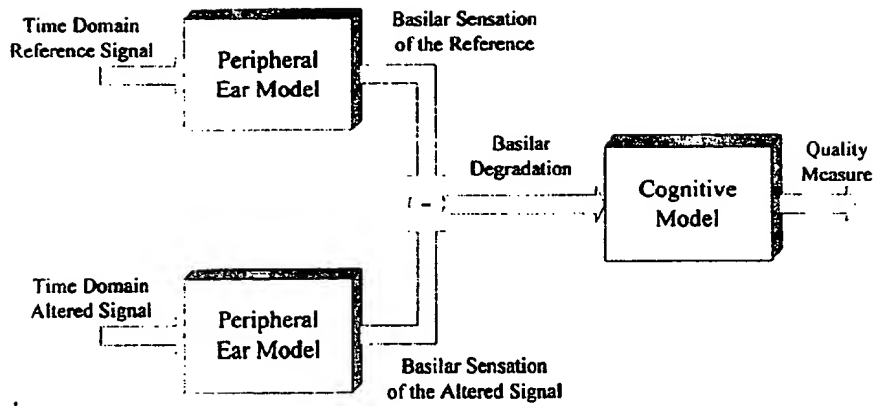 Time Domain
Reference Signal
Peripheral
Ear Model
Basilar Sensation
of the Reference
Basilar
Degradation
-
Cognitive
Model
Quality
Measure
Time Domain
Altered Signal
Peripheral
Ear Model
Basilar Sensation
of the Altered Signal